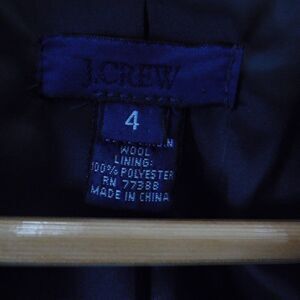 J.CREW
4
WOOL
LINING:
100% POLYESTER
RN 77388
MADE IN CHINA